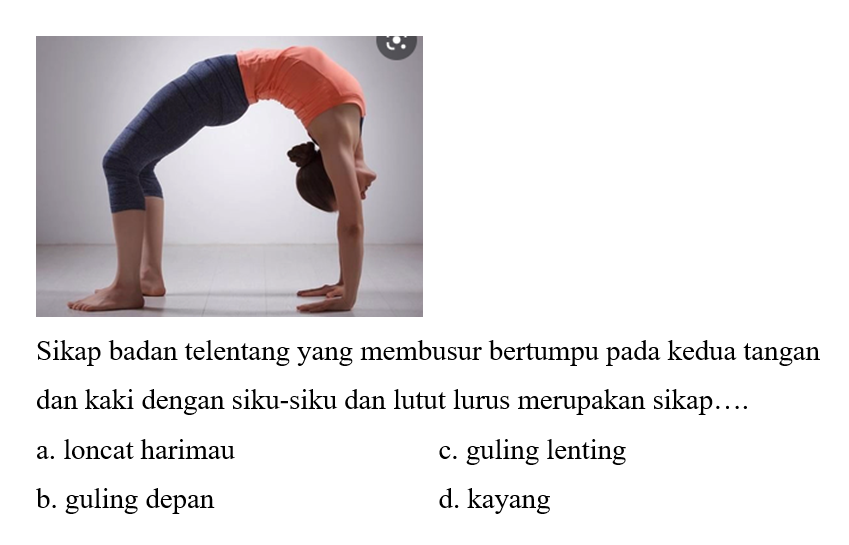 Sikap badan telentang yang membusur bertumpu pada kedua tangan
dan kaki dengan siku-siku dan lutut lurus merupakan sikap….
a. loncat harimau c. guling lenting
b. guling depan d. kayang